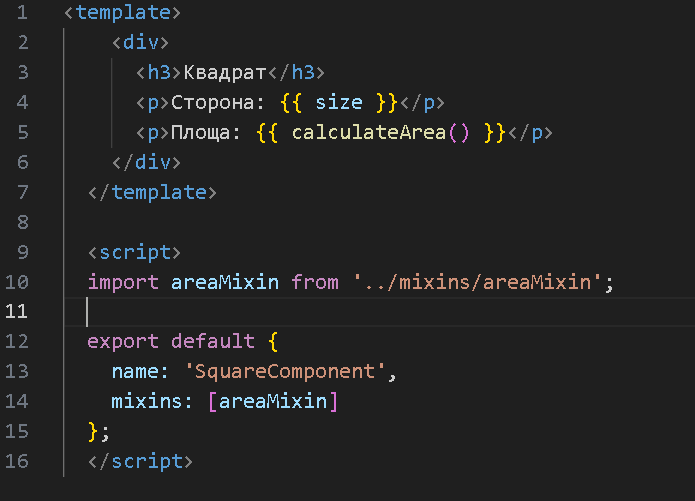 1 <template>
2 <div>
3 <h3>Квадрат</h3>
4 <p>Сторона: {{ size }}</p>
5 <p>Площа: {{ calculateArea() }}</p>
6 </div>
7 </template>
8
9 <script>
10 import areaMixin from '../mixins/areaMixin';
11
12 export default {
13 name: 'SquareComponent',
14 mixins: [areaMixin]
15 };
16 </script>